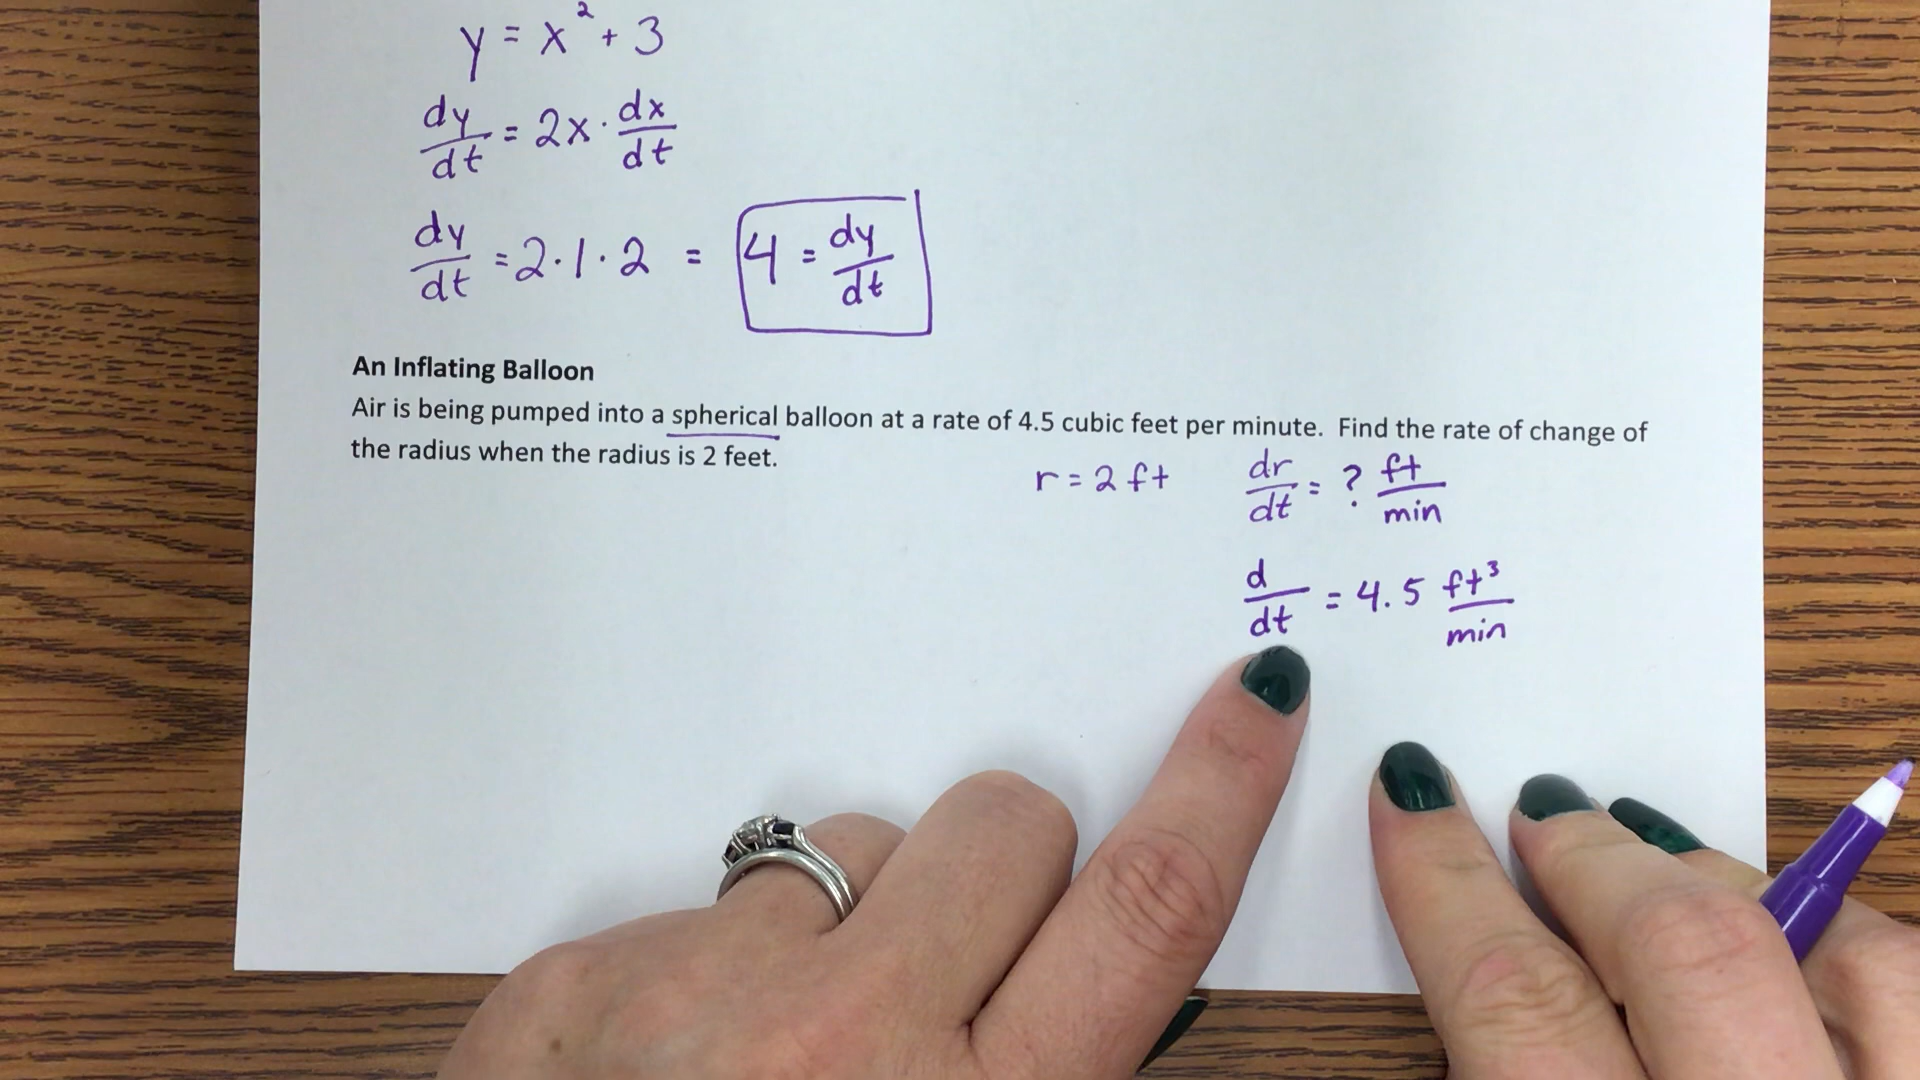 y = x² + 3
dy/dt = 2x · dx/dt
dy/dt = 2 · 1 · 2 = 4 = dy/dt
An Inflating Balloon
Air is being pumped into a spherical balloon at a rate of 4.5 cubic feet per minute. Find the rate of change of
the radius when the radius is 2 feet.
r = 2 ft dr/dt = ? ft/min
d/dt = 4.5 ft³/min